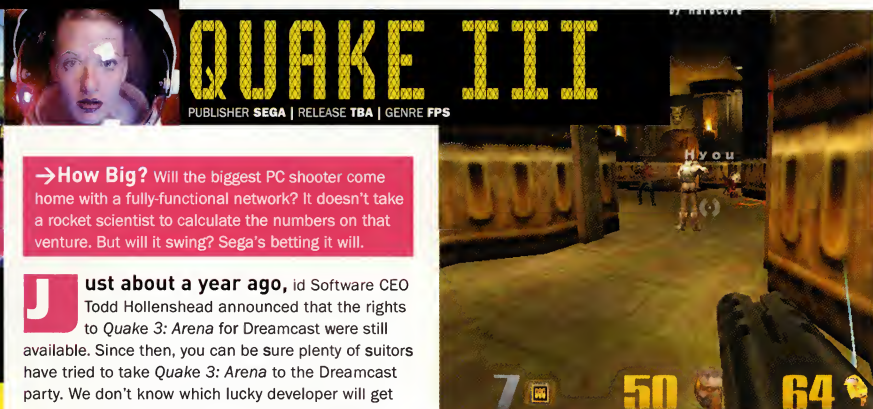 by Hardcore
QUAKE III
PUBLISHER SEGA | RELEASE TBA | GENRE FPS
→How Big? Will the biggest PC shooter come
home with a fully-functional network? It doesn't take
a rocket scientist to calculate the numbers on that
venture. But will it swing? Sega's betting it will.
Just about a year ago, id Software CEO
Todd Hollenshead announced that the rights
to Quake 3: Arena for Dreamcast were still
available. Since then, you can be sure plenty of suitors
have tried to take Quake 3: Arena to the Dreamcast
party. We don't know which lucky developer will get
Hyou
7
50
64